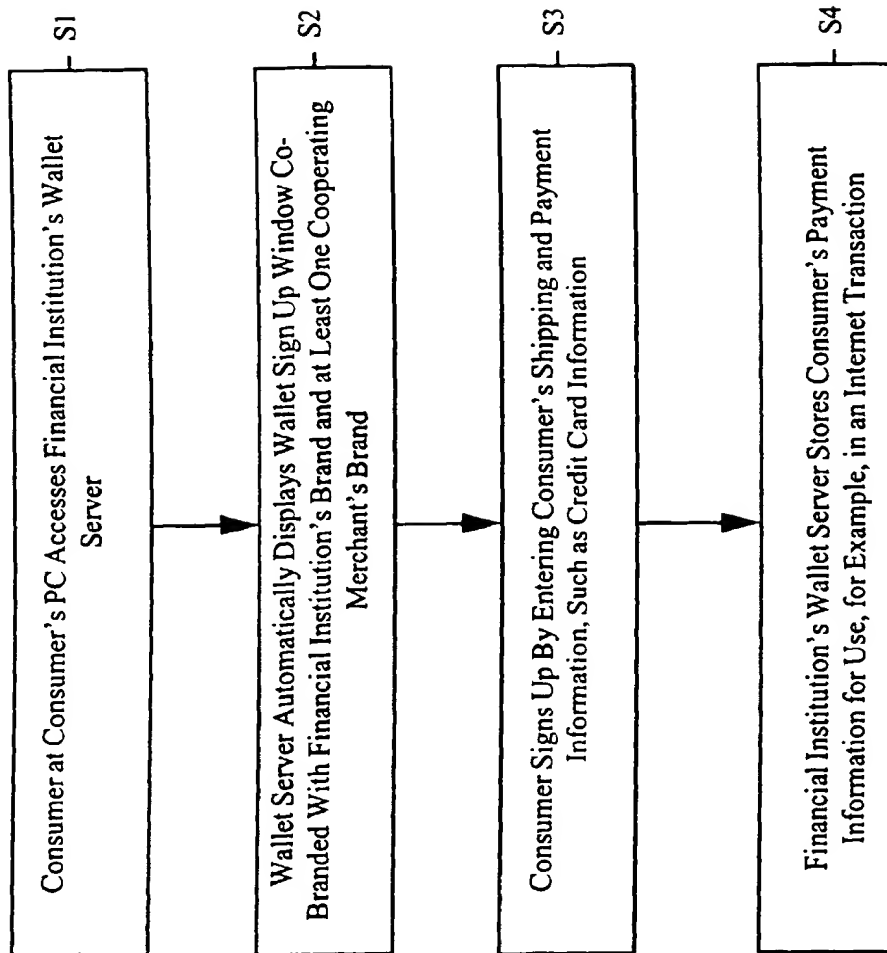 Consumer at Consumer's PC Accesses Financial Institution's Wallet
Server
S1
Wallet Server Automatically Displays Wallet Sign Up Window Co-
Branded With Financial Institution's Brand and at Least One Cooperating
Merchant's Brand
S2
Consumer Signs Up By Entering Consumer's Shipping and Payment
Information, Such as Credit Card Information
S3
Financial Institution's Wallet Server Stores Consumer's Payment
Information for Use, for Example, in an Internet Transaction
S4